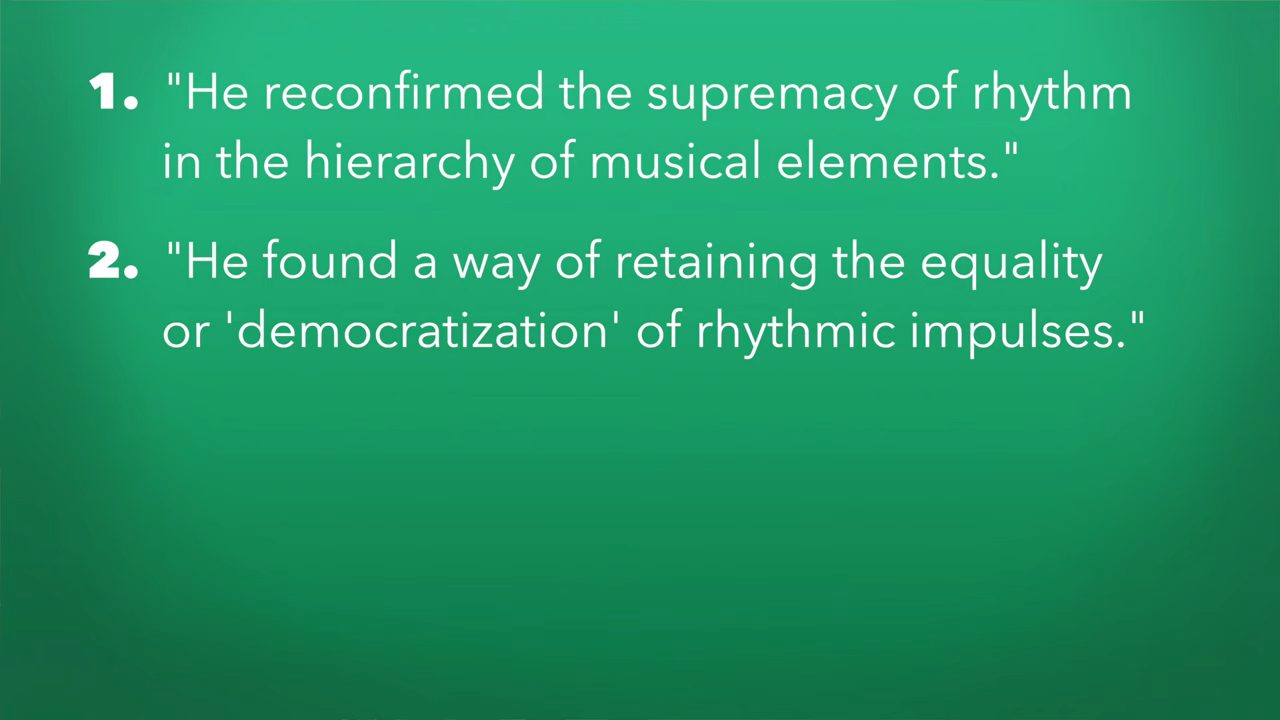 1. "He reconfirmed the supremacy of rhythm
in the hierarchy of musical elements."
2. "He found a way of retaining the equality
or 'democratization' of rhythmic impulses."